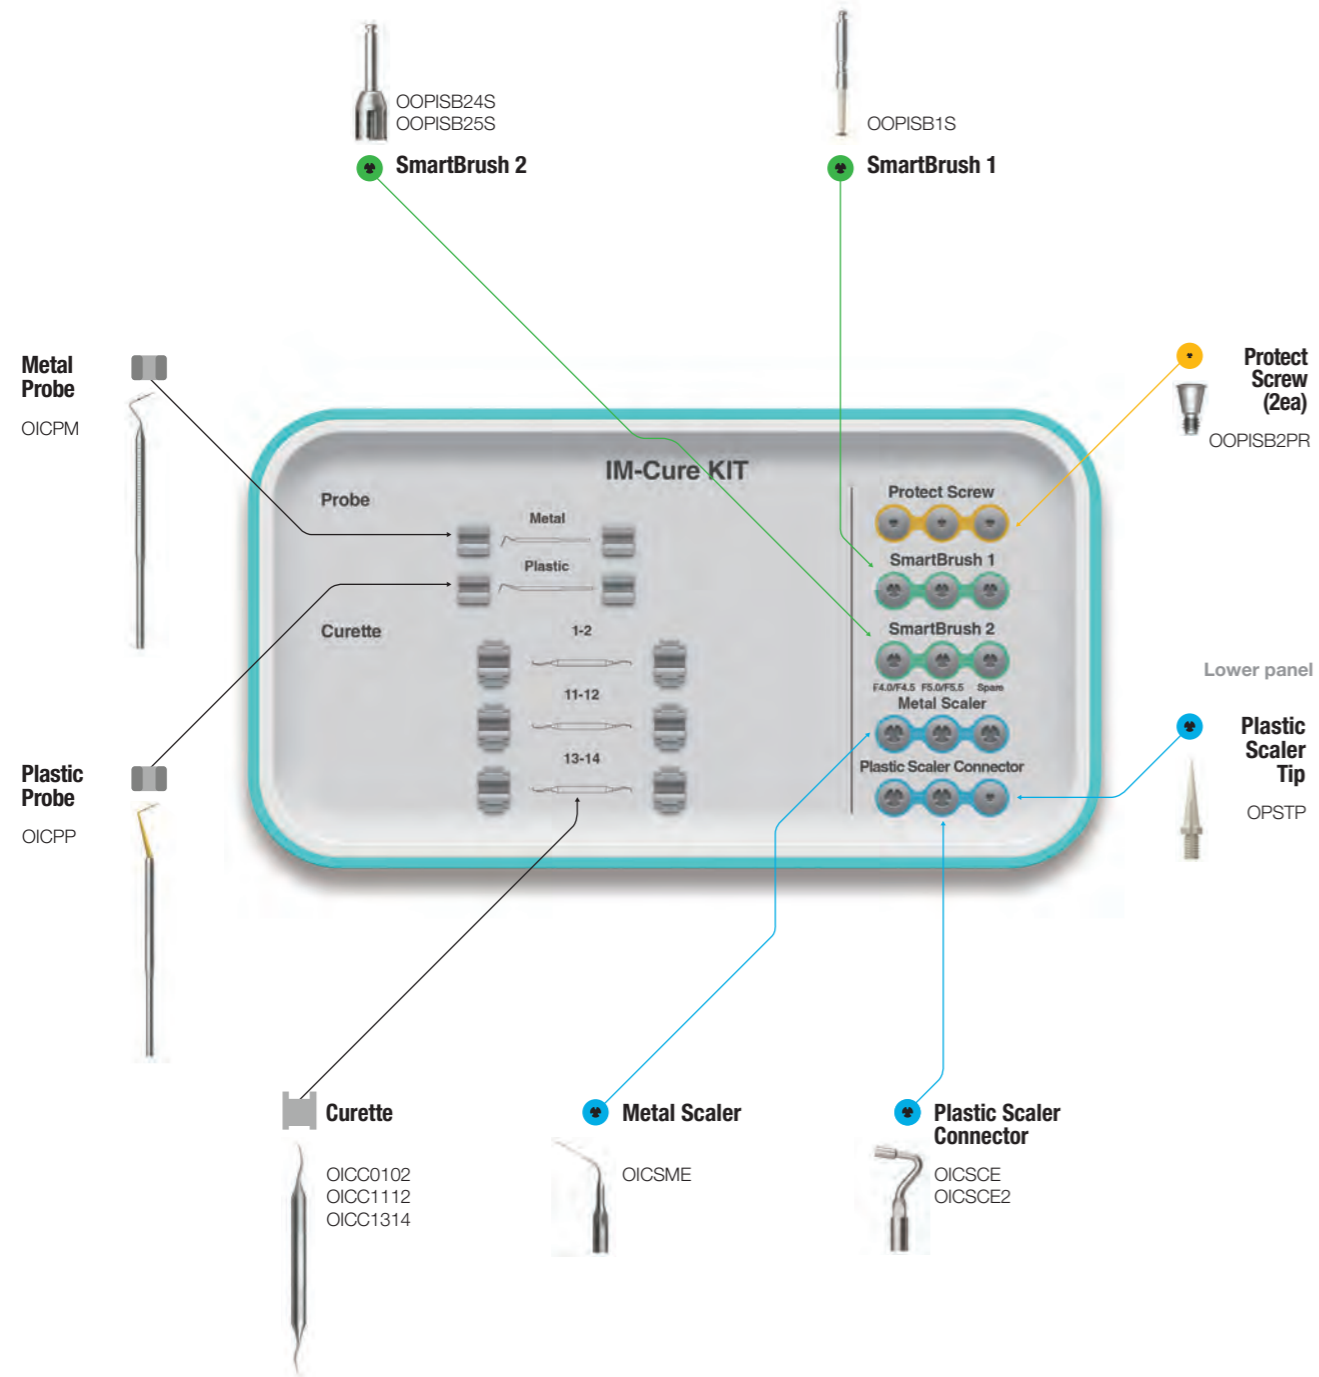 OOPISB24S
OOPISB25S
SmartBrush 2
OOPISB1S
SmartBrush 1
Metal
Probe
OICPM
Protect
Screw
(2ea)
OOPISB2PR
IM-Cure KIT
Probe
Metal
Plastic
Curette
1-2
11-12
13-14
Protect Screw
SmartBrush 1
SmartBrush 2
F4.0/F4.5 F5.0/F5.5 Spare
Metal Scaler
Plastic Scaler Connector
Lower panel
Plastic
Scaler
Tip
OPSTP
Plastic
Probe
OICPP
Curette
OICC0102
OICC1112
OICC1314
Metal Scaler
OICSME
Plastic Scaler
Connector
OICSCE
OICSCE2